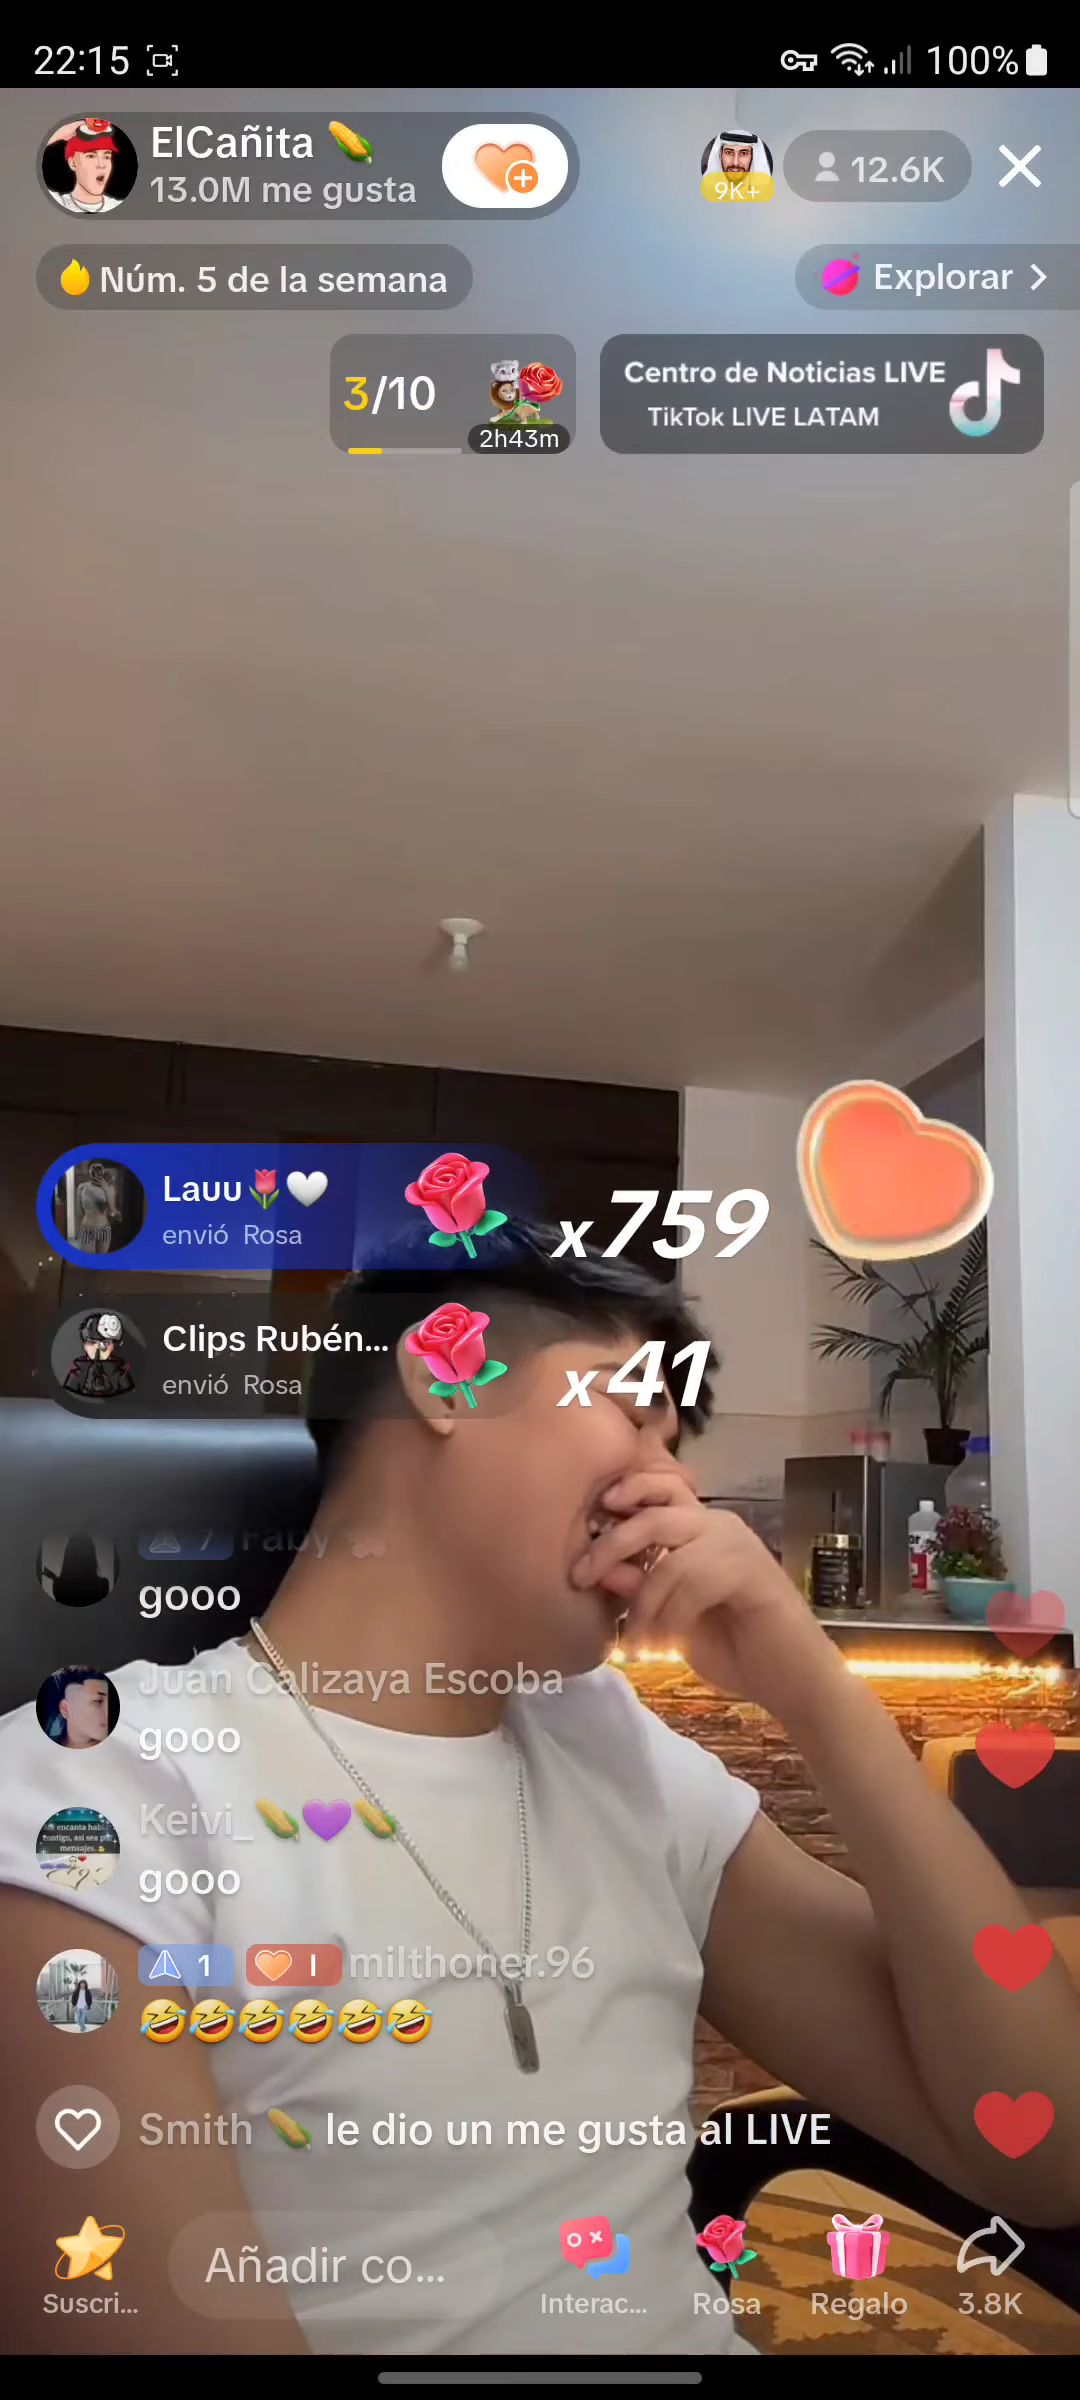 22:15
100%
ElCañita 🌽
13.0M me gusta
9K+
12.6K
Núm. 5 de la semana
Explorar >
3/10
2h43m
Centro de Noticias LIVE
TikTok LIVE LATAM
Lauu🌷🤍
envió Rosa
x759
Clips Rubén...
envió Rosa
x41
7 Faby
gooo
Juan Calizaya Escoba
gooo
Keivi_🌽💜🌽
gooo
1 I milthoner.96
🤣🤣🤣🤣🤣🤣
Smith 🌽 le dio un me gusta al LIVE
Añadir co...
Suscri...
Interac...
Rosa
Regalo
3.8K